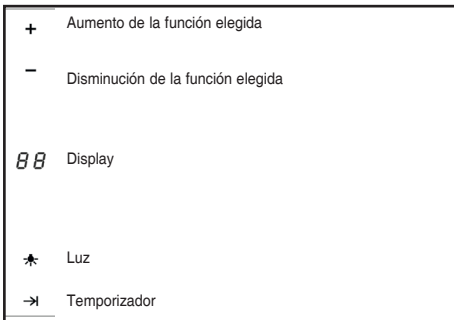 + Aumento de la función elegida
− Disminución de la función elegida
88 Display
Luz
Temporizador